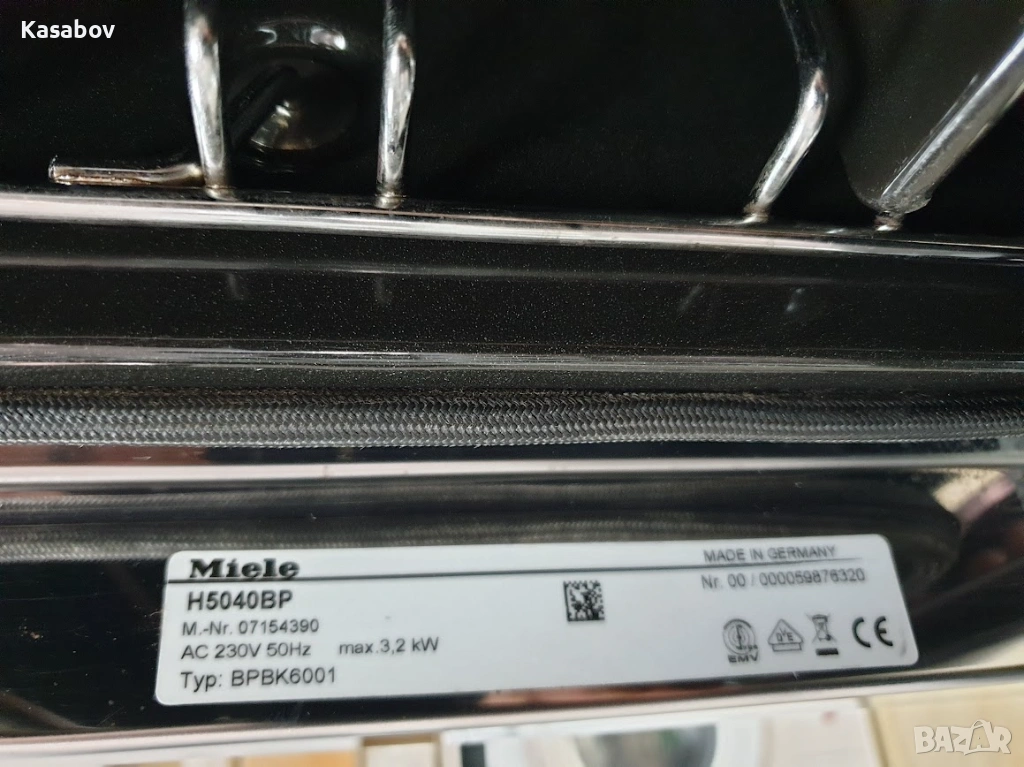 Kasabov
Miele
MADE IN GERMANY
H5040BP
Nr. 00 / 000059876320
M.-Nr. 07154390
AC 230V 50Hz max.3,2 kW
Typ: BPBK6001
EMV
CE
BAZAR